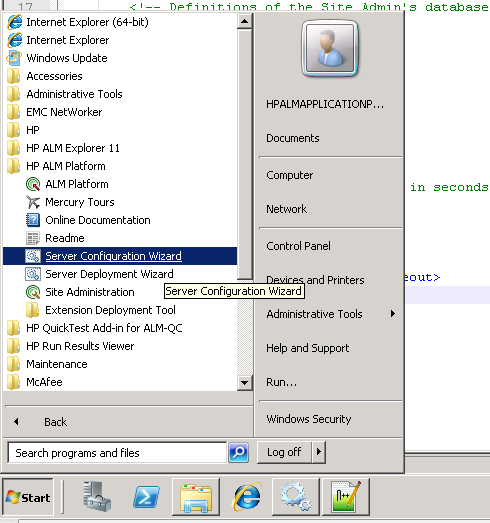 17
<!-- Definitions of the Site Admin's database
Internet Explorer (64-bit)
Internet Explorer
Windows Update
Accessories
Administrative Tools
EMC NetWorker
HP
HP ALM Explorer 11
HP ALM Platform
ALM Platform
Mercury Tours
Online Documentation
Readme
Server Configuration Wizard
Server Deployment Wizard
Site Administration
Extension Deployment Tool
HP QuickTest Add-in for ALM-QC
HP Run Results Viewer
Maintenance
McAfee
Back
Search programs and files
Server Configuration Wizard
HPALMAPPLICATIONP...
Documents
Computer
Network
Control Panel
Devices and Printers
Administrative Tools
Help and Support
Run...
Windows Security
Log off
in seconds
eout>
Start